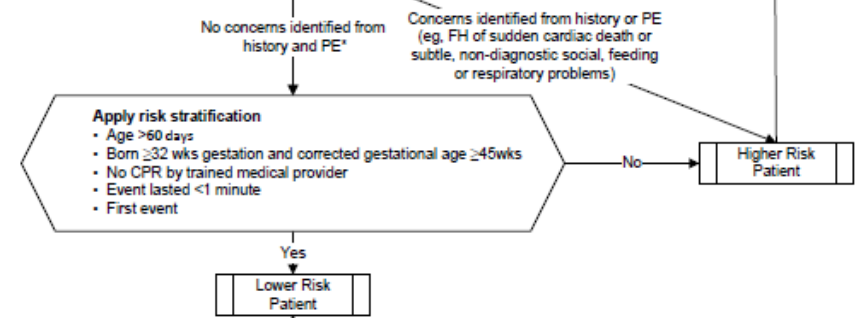 No concerns identified from
history and PE*
Concerns identified from history or PE
(eg, FH of sudden cardiac death or
subtle, non-diagnostic social, feeding
or respiratory problems)
Apply risk stratification
• Age >60 days
• Born ≥32 wks gestation and corrected gestational age ≥45wks
• No CPR by trained medical provider
• Event lasted <1 minute
• First event
No
Higher Risk
Patient
Yes
Lower Risk
Patient